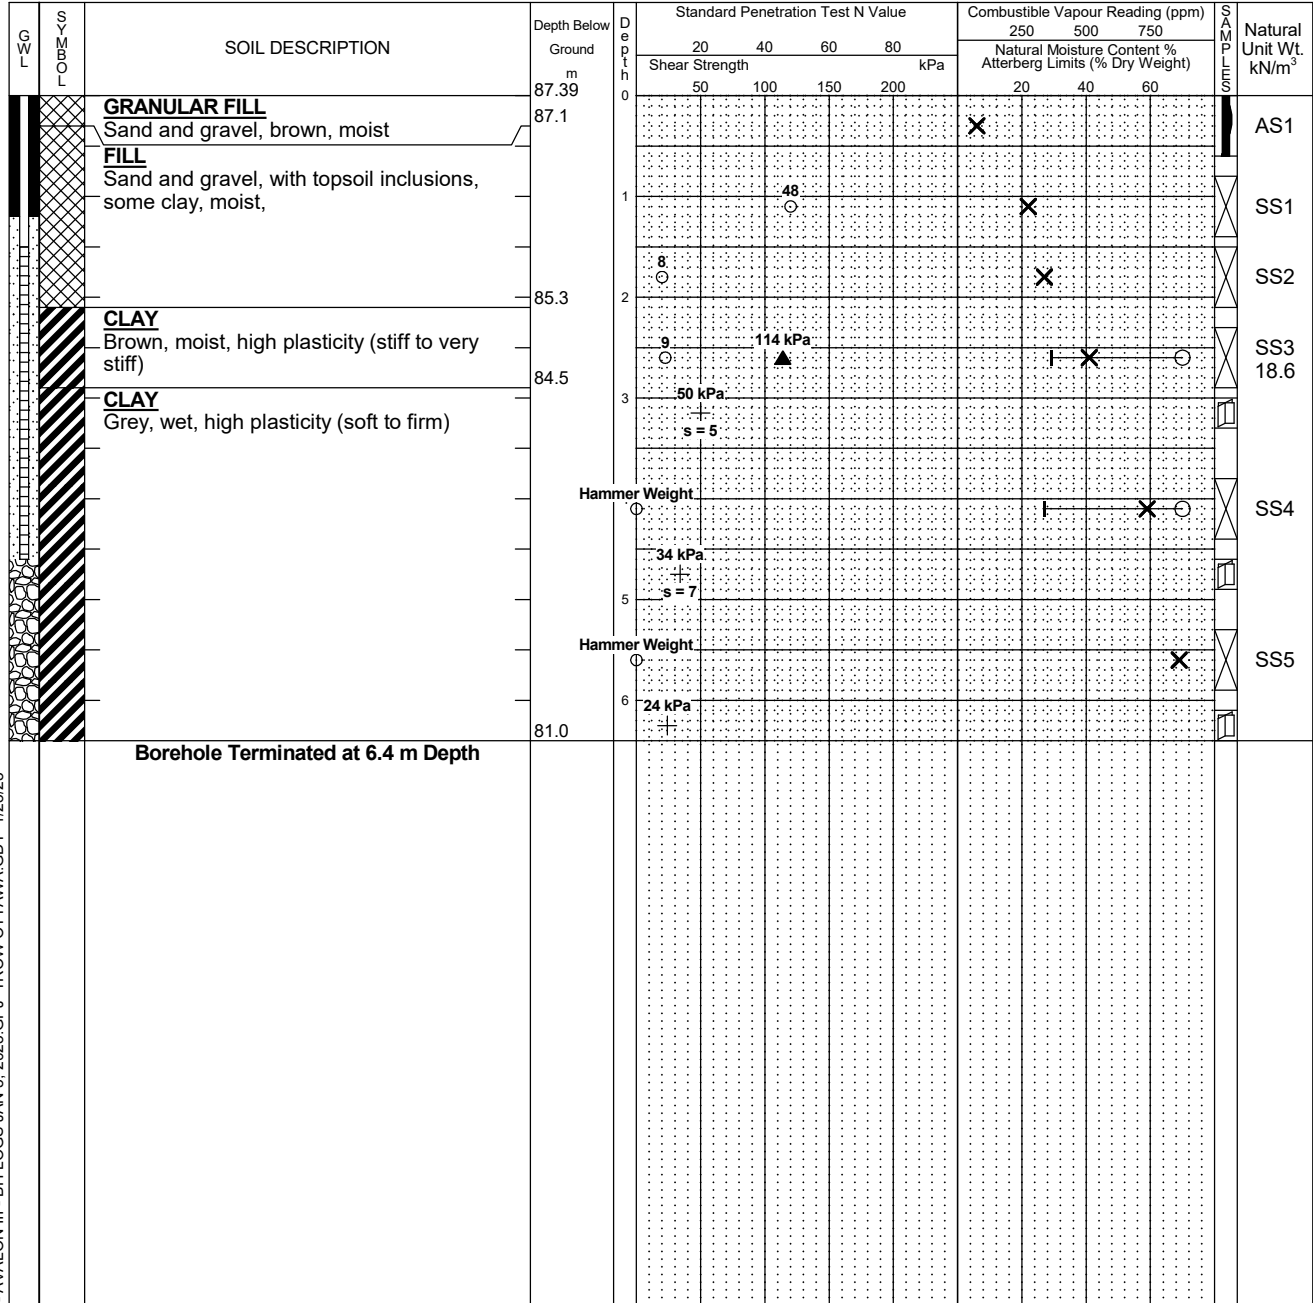 GWL
SYMBOL
SOIL DESCRIPTION
Depth Below
Ground
m
87.39
Depth
Standard Penetration Test N Value
20 40 60 80
Shear Strength kPa
50 100 150 200
Combustible Vapour Reading (ppm)
250 500 750
Natural Moisture Content %
Atterberg Limits (% Dry Weight)
20 40 60
SAMPLES
Natural
Unit Wt.
kN/m³
0
GRANULAR FILL
Sand and gravel, brown, moist
87.1
AS1
FILL
Sand and gravel, with topsoil inclusions,
some clay, moist,
1
48
SS1
8
SS2
85.3
2
CLAY
Brown, moist, high plasticity (stiff to very
stiff)
9
114 kPa
SS3
18.6
84.5
CLAY
Grey, wet, high plasticity (soft to firm)
3
50 kPa
s = 5
Hammer Weight
SS4
34 kPa
s = 7
5
Hammer Weight
SS5
6
24 kPa
81.0
Borehole Terminated at 6.4 m Depth